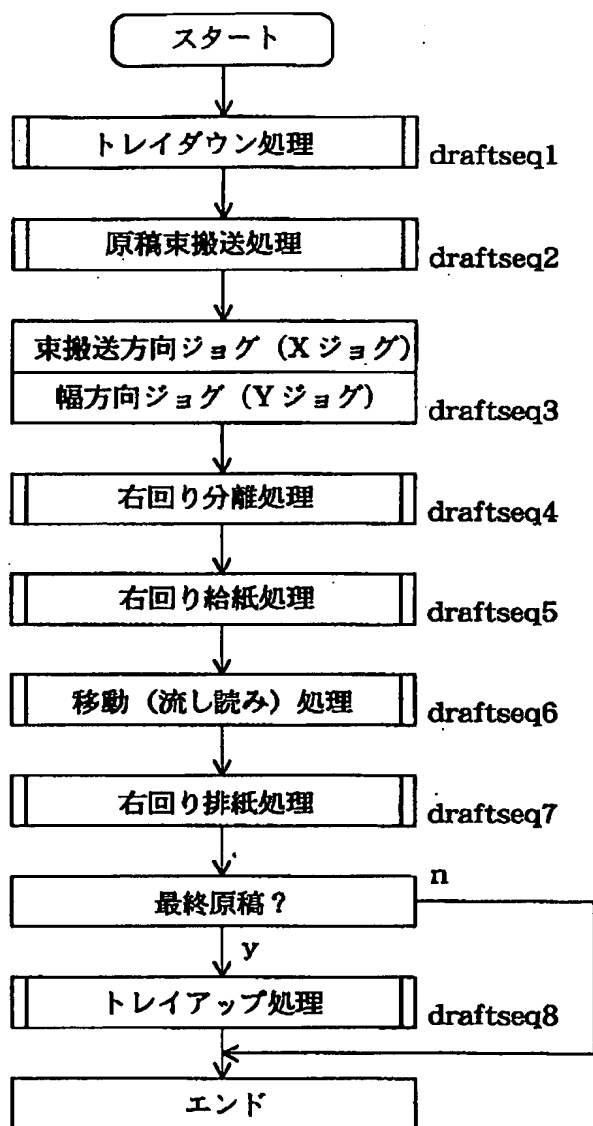 スタート
トレイダウン処理
draftseq1
原稿束搬送処理
draftseq2
束搬送方向ジョグ（Xジョグ）
幅方向ジョグ（Yジョグ）
draftseq3
右回り分離処理
draftseq4
右回り給紙処理
draftseq5
移動（流し読み）処理
draftseq6
右回り排紙処理
draftseq7
最終原稿？
n
y
トレイアップ処理
draftseq8
エンド